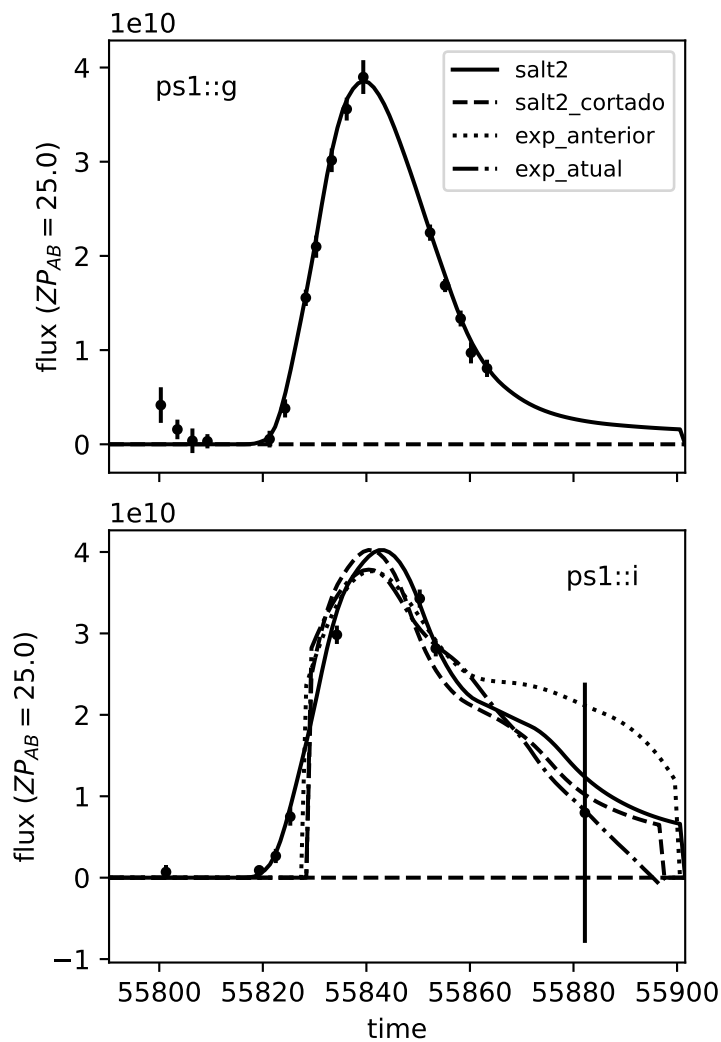 1e10
ps1::g
salt2
salt2_cortado
exp_anterior
exp_atual
flux (ZP_AB = 25.0)
4
3
2
1
0
1e10
ps1::i
flux (ZP_AB = 25.0)
4
3
2
1
0
−1
55800 55820 55840 55860 55880 55900
time